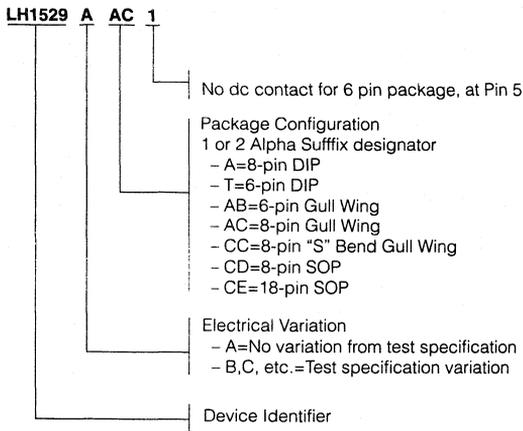 LH1529 A AC 1
No dc contact for 6 pin package, at Pin 5
Package Configuration
1 or 2 Alpha Sufffix designator
– A=8-pin DIP
– T=6-pin DIP
– AB=6-pin Gull Wing
– AC=8-pin Gull Wing
– CC=8-pin “S” Bend Gull Wing
– CD=8-pin SOP
– CE=18-pin SOP
Electrical Variation
– A=No variation from test specification
– B,C, etc.=Test specification variation
Device Identifier